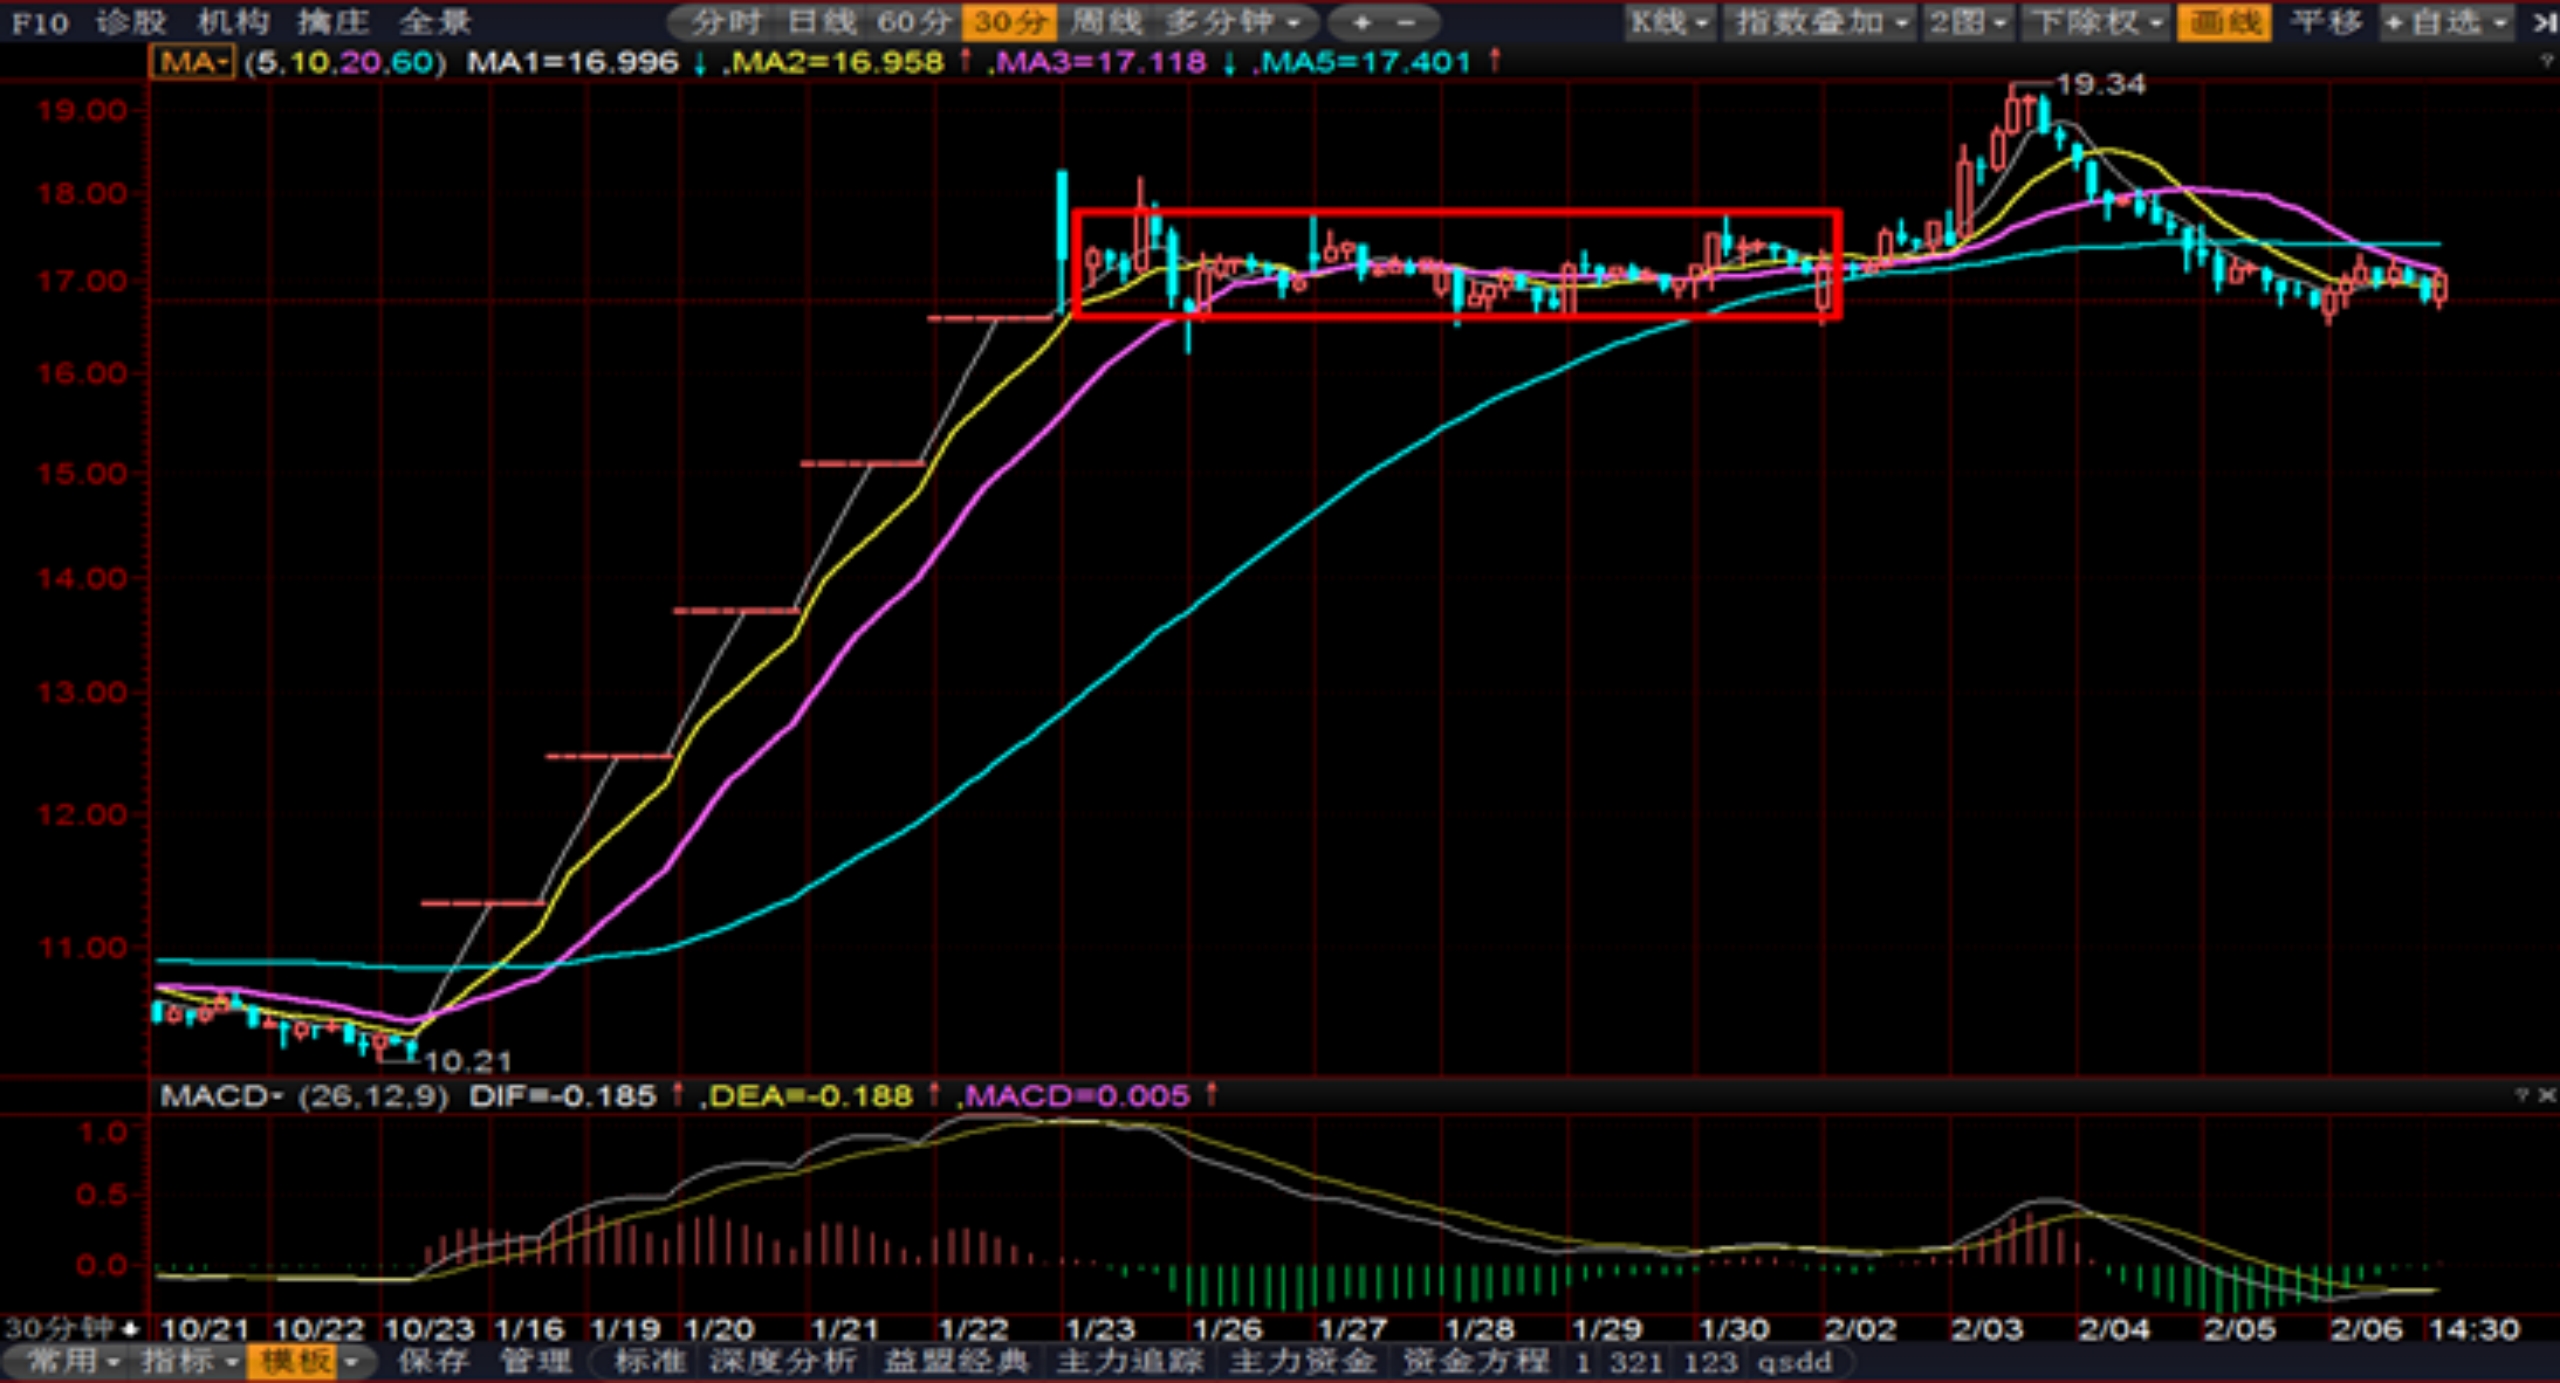 F10 诊股 机构 擒庄 全景 分时 日线 60分 30分 周线 多分钟 + - K线 指数叠加 2图 下除权 画线 平移 +自选
MA (5,10,20,60) MA1=16.996 ↓ ,MA2=16.958 ↑ ,MA3=17.118 ↓ ,MA5=17.401 ↑ ?
19.34
19.00
18.00
17.00
16.00
15.00
14.00
13.00
12.00
11.00
10.21
MACD (26,12,9) DIF=-0.185 ↑ ,DEA=-0.188 ↑ ,MACD=0.005 ↑ ? ×
1.0
0.5
0.0
30分钟 10/21 10/22 10/23 1/16 1/19 1/20 1/21 1/22 1/23 1/26 1/27 1/28 1/29 1/30 2/02 2/03 2/04 2/05 2/06 14:30
常用 指标 模板 保存 管理 标准 深度分析 益盟经典 主力追踪 主力资金 资金方程 1 321 123 qsdd